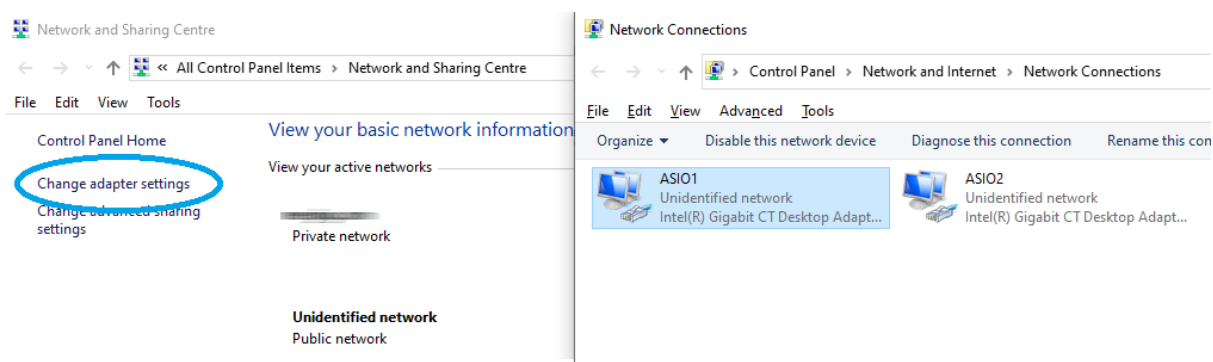 Network and Sharing Centre
« All Control Panel Items › Network and Sharing Centre
File Edit View Tools
Control Panel Home
Change adapter settings
Change advanced sharing
settings
View your basic network information
View your active networks
Private network
Unidentified network
Public network
Network Connections
› Control Panel › Network and Internet › Network Connections
File Edit View Advanced Tools
Organize Disable this network device Diagnose this connection Rename this con
ASIO1
Unidentified network
Intel(R) Gigabit CT Desktop Adapt...
ASIO2
Unidentified network
Intel(R) Gigabit CT Desktop Adapt...